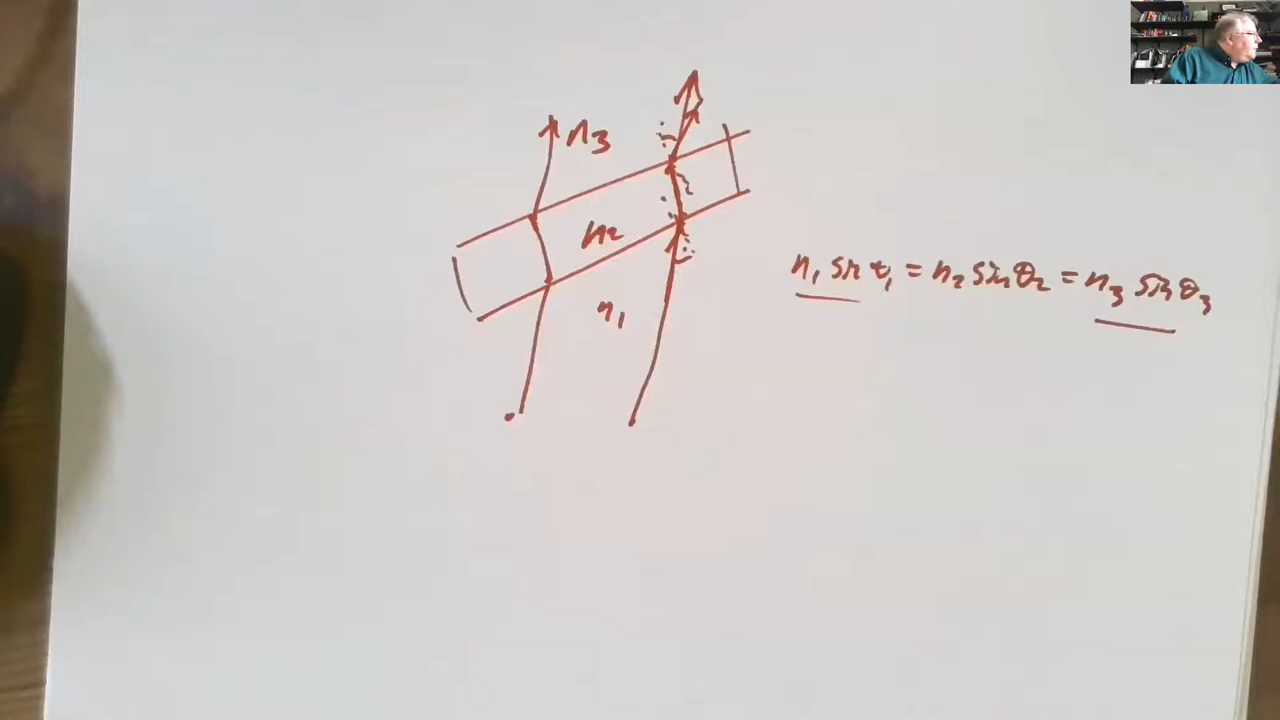 n3
n2
n1
n1 sin θ1 = n2 sin θ2 = n3 sin θ3